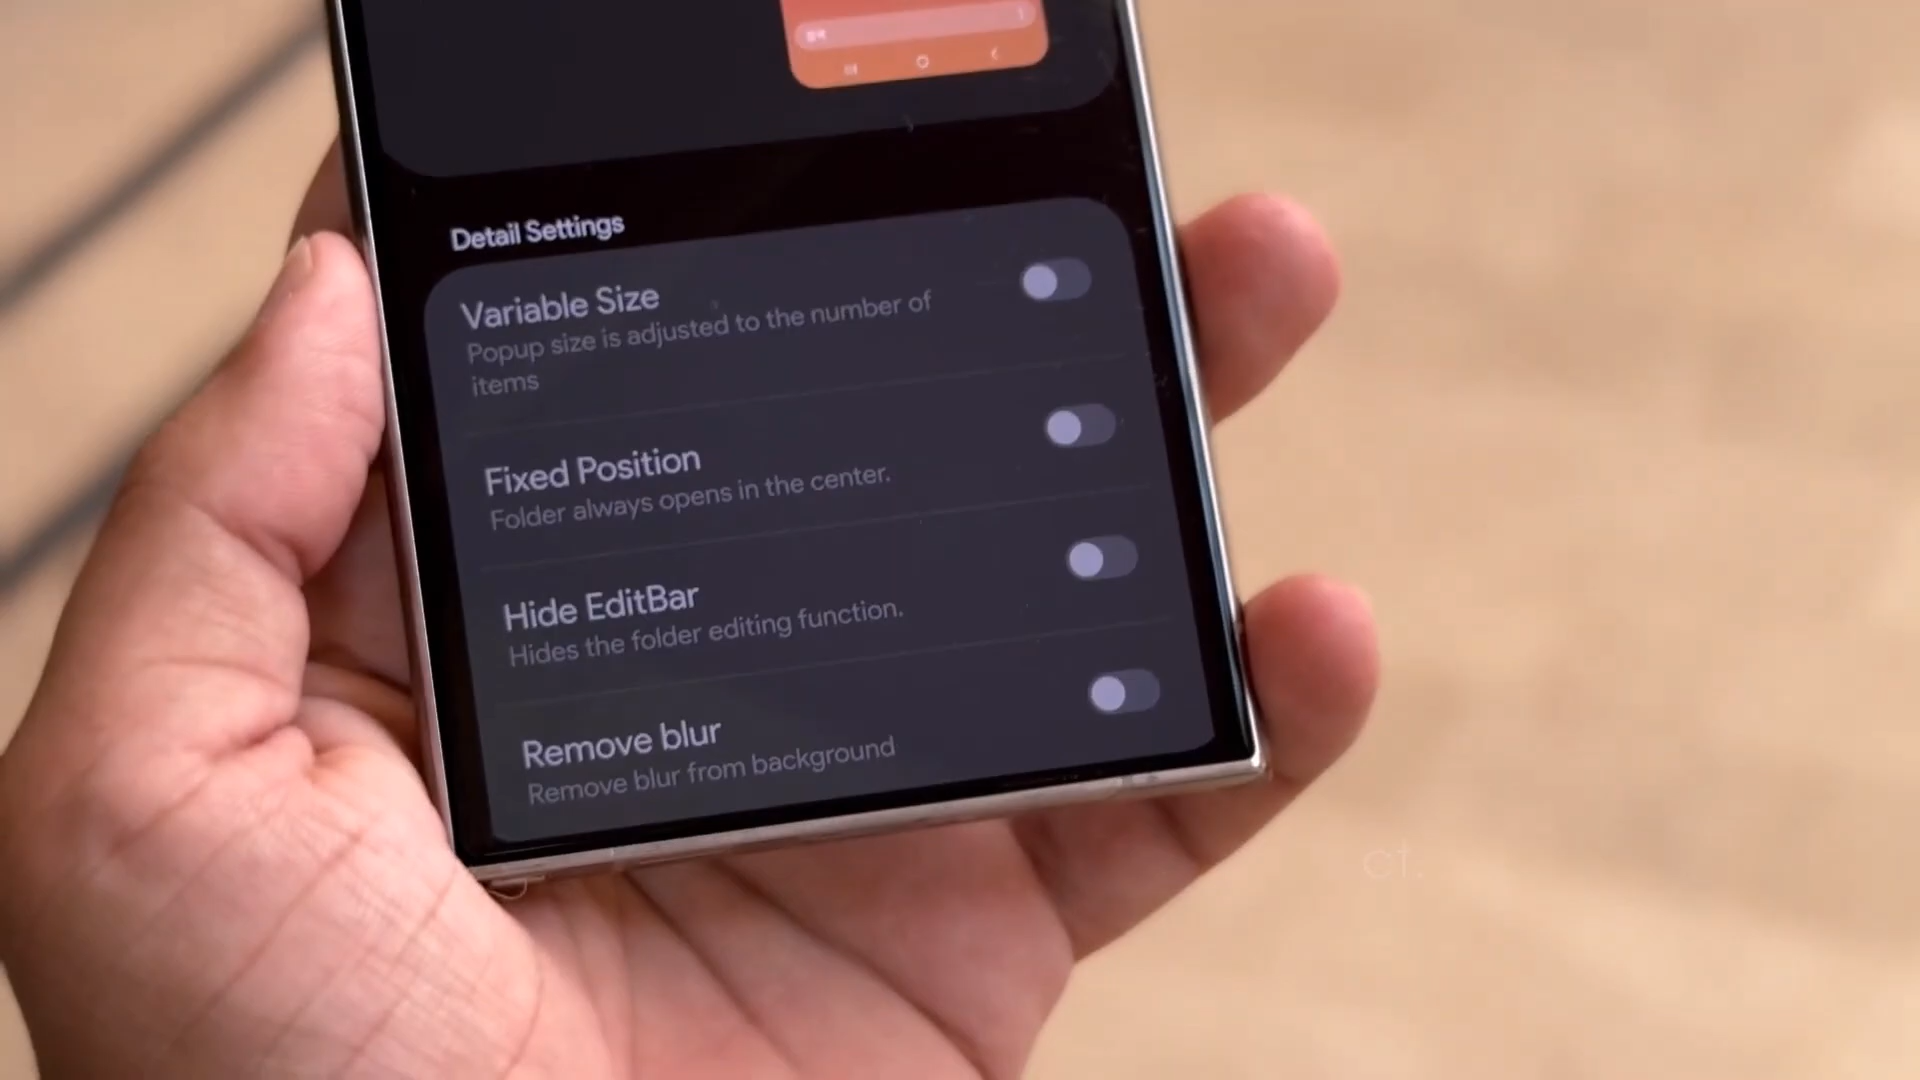 Detail Settings
Variable Size
Popup size is adjusted to the number of
items
Fixed Position
Folder always opens in the center.
Hide EditBar
Hides the folder editing function.
Remove blur
Remove blur from background
ct: